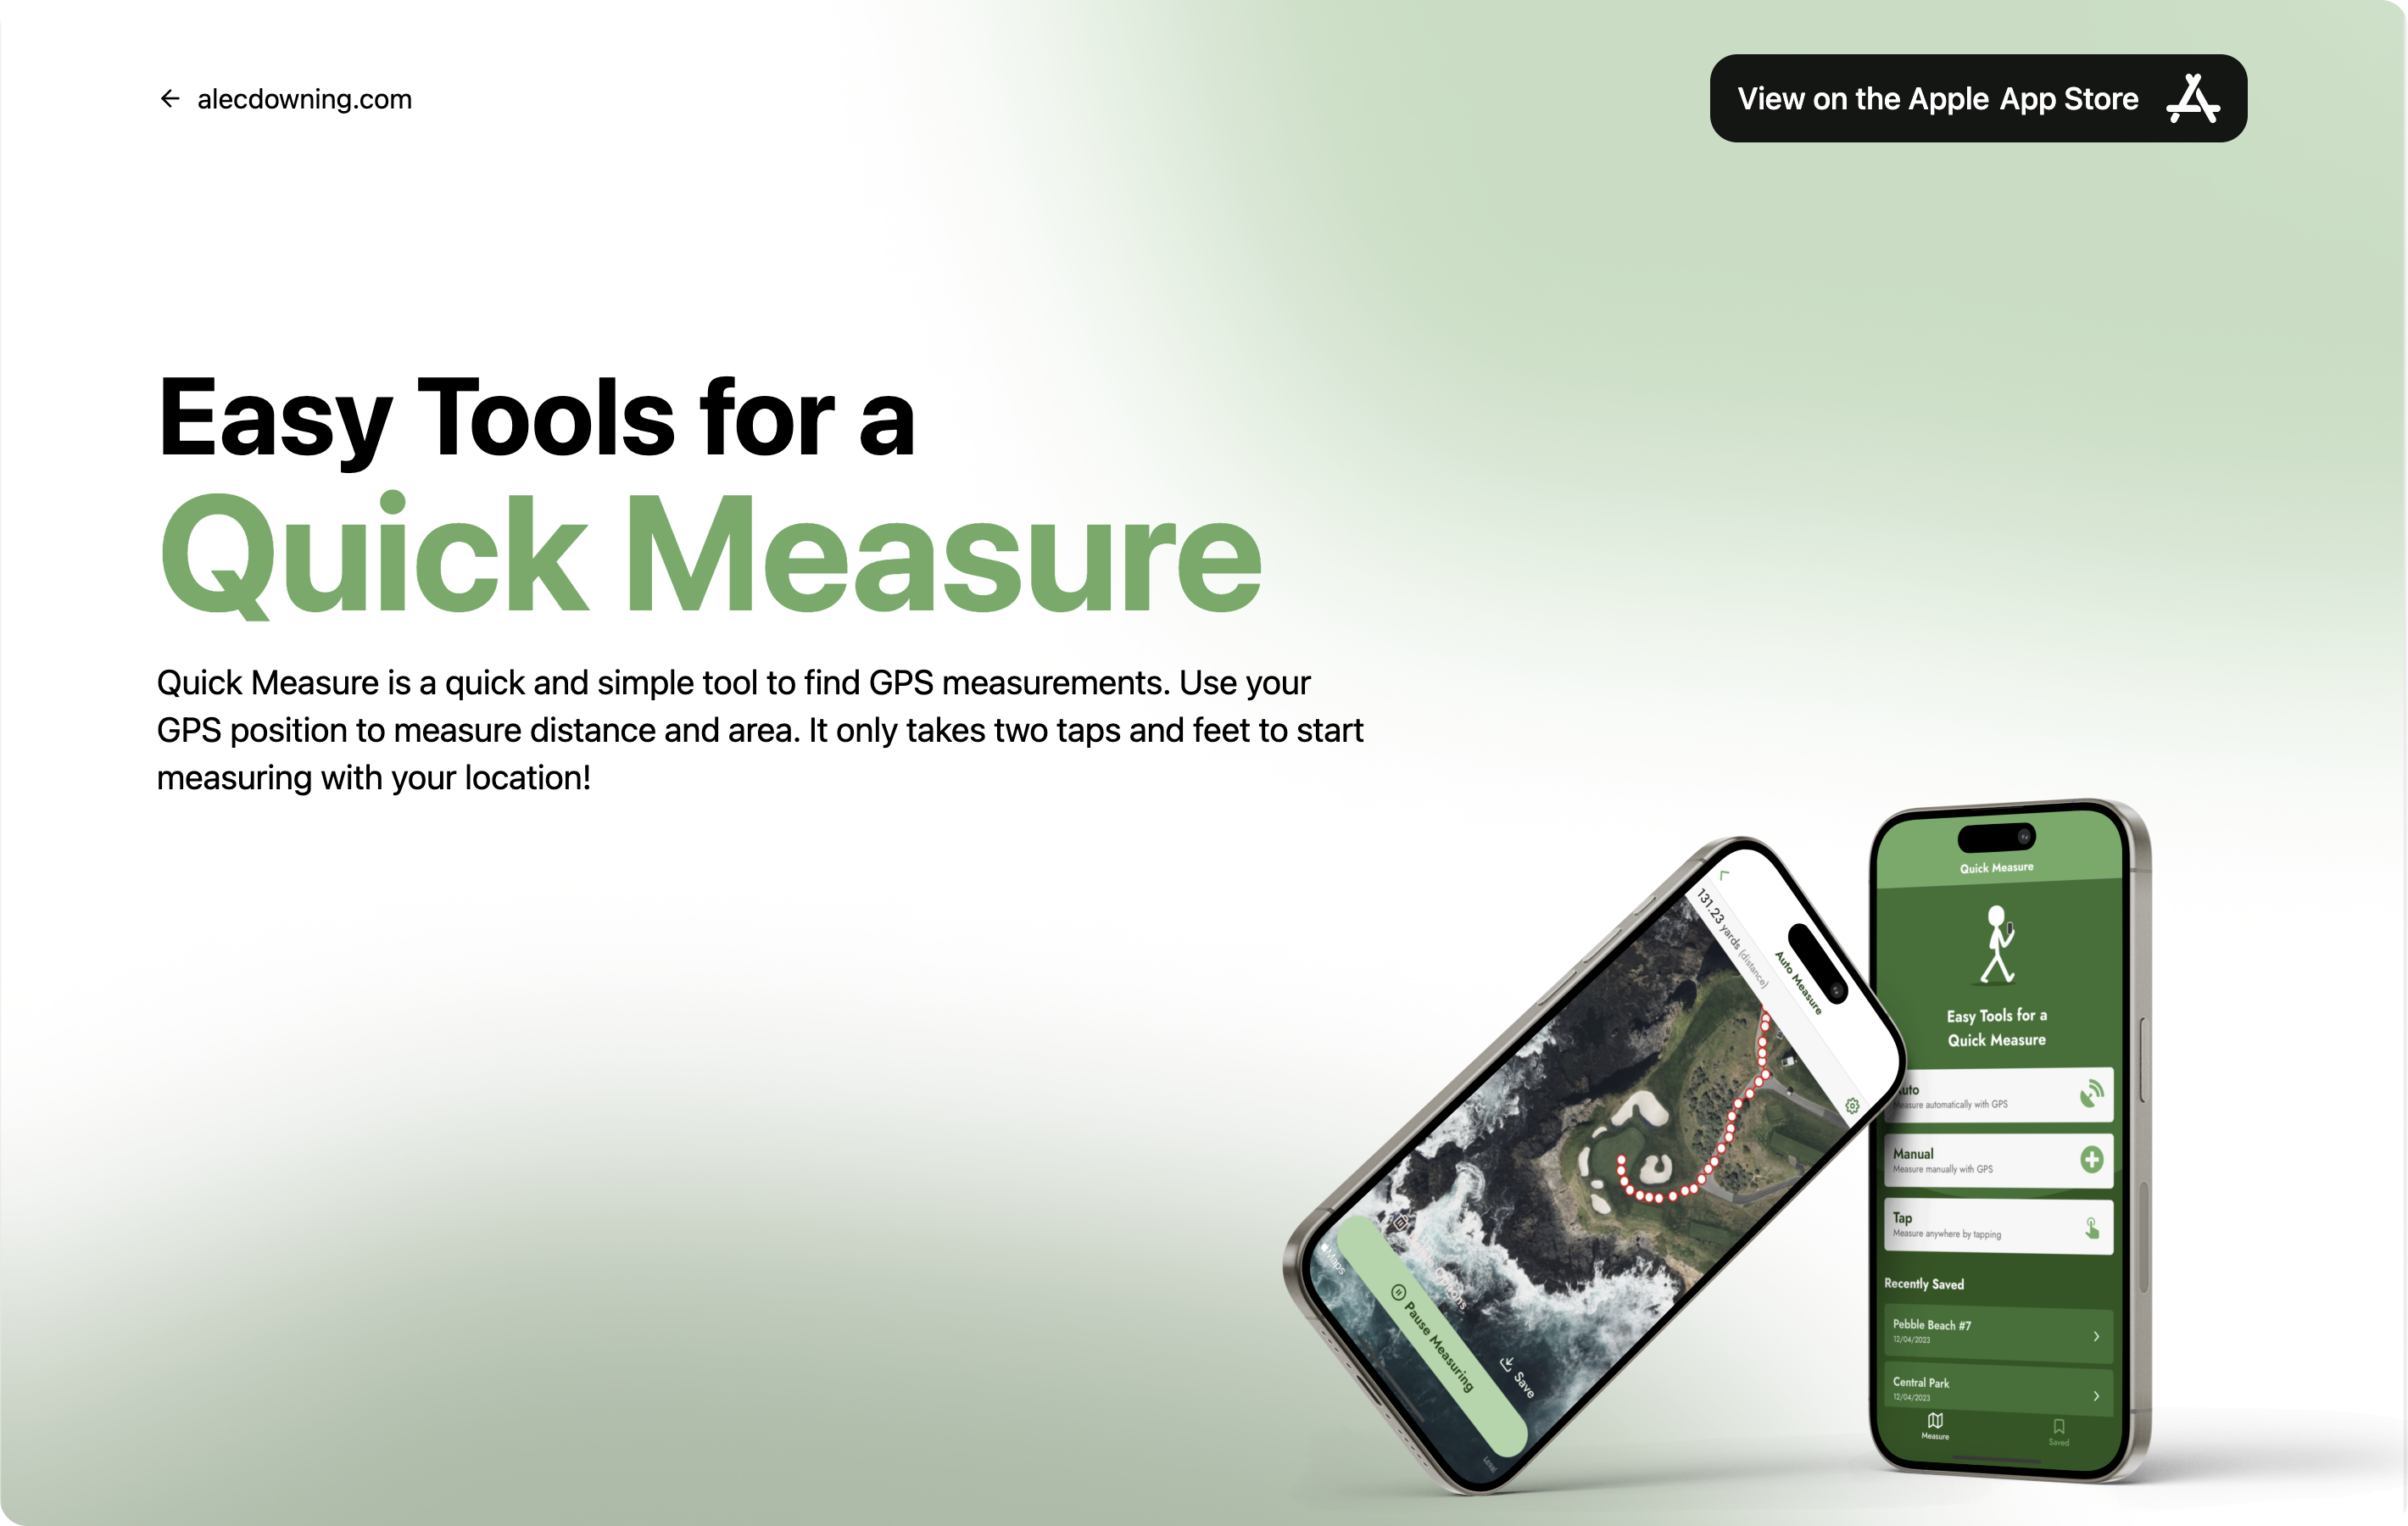 ← alecdowning.com
View on the Apple App Store
Easy Tools for a
Quick Measure
Quick Measure is a quick and simple tool to find GPS measurements. Use your
GPS position to measure distance and area. It only takes two taps and feet to start
measuring with your location!
Auto Measure
131.23 yards (distance)
Save
Pause Measuring
Maps
Legal
Quick Measure
Easy Tools for a
Quick Measure
Auto
Measure automatically with GPS
Manual
Measure manually with GPS
Tap
Measure anywhere by tapping
Recently Saved
Pebble Beach #7
12/04/2023
Central Park
12/04/2023
Measure
Saved